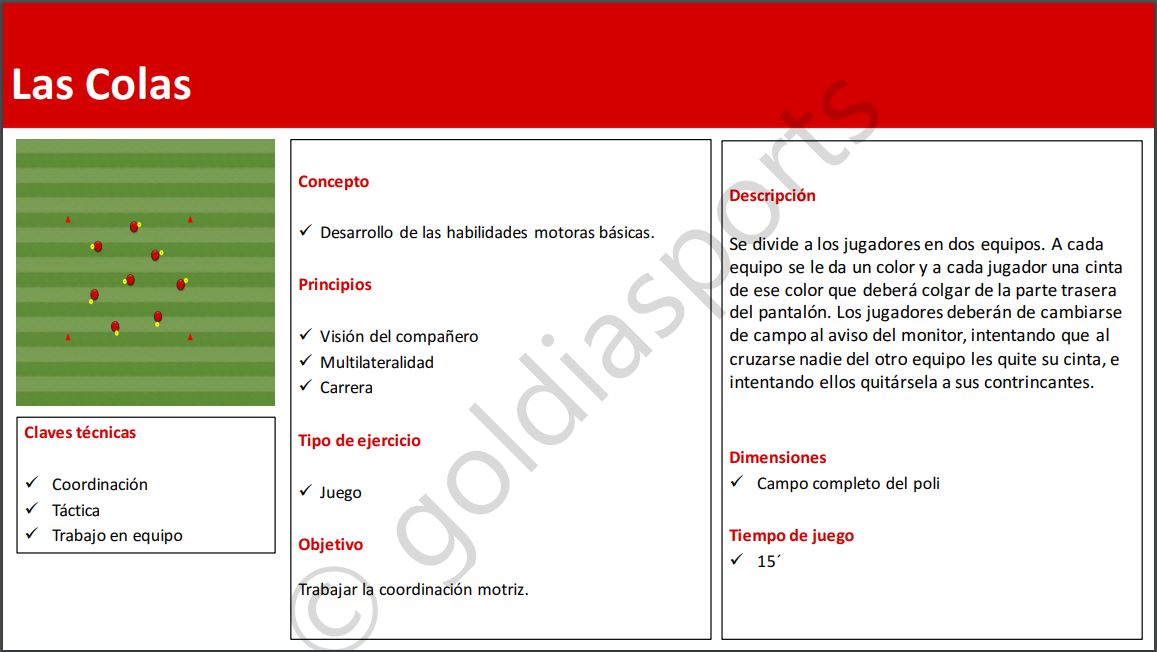 Las Colas
Claves técnicas
✓ Coordinación
✓ Táctica
✓ Trabajo en equipo
Concepto
✓ Desarrollo de las habilidades motoras básicas.
Principios
✓ Visión del compañero
✓ Multilateralidad
✓ Carrera
Tipo de ejercicio
✓ Juego
Objetivo
Trabajar la coordinación motriz.
Descripción
Se divide a los jugadores en dos equipos. A cada
equipo se le da un color y a cada jugador una cinta
de ese color que deberá colgar de la parte trasera
del pantalón. Los jugadores deberán de cambiarse
de campo al aviso del monitor, intentando que al
cruzarse nadie del otro equipo les quite su cinta, e
intentando ellos quitársela a sus contrincantes.
Dimensiones
✓ Campo completo del poli
Tiempo de juego
✓ 15´
© goldiasports